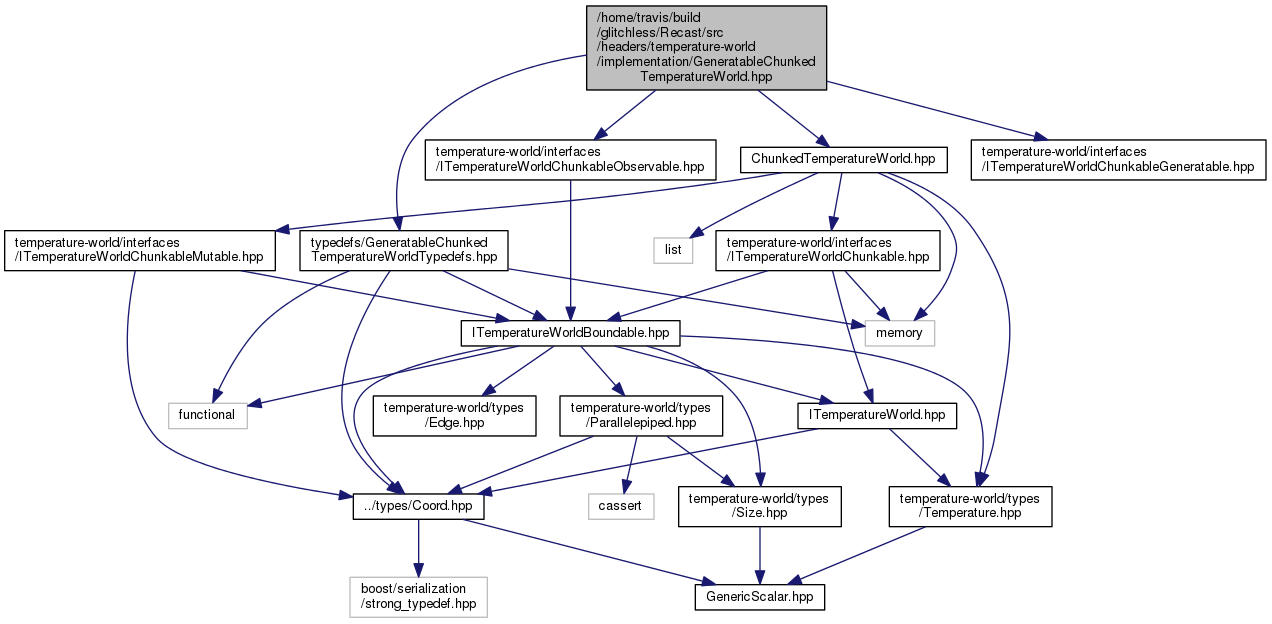 /home/travis/build
/glitchless/Recast/src
/headers/temperature-world
/implementation/GeneratableChunked
TemperatureWorld.hpp
temperature-world/interfaces
/ITemperatureWorldChunkableObservable.hpp
ChunkedTemperatureWorld.hpp
temperature-world/interfaces
/ITemperatureWorldChunkableGeneratable.hpp
temperature-world/interfaces
/ITemperatureWorldChunkableMutable.hpp
typedefs/GeneratableChunked
TemperatureWorldTypedefs.hpp
list
temperature-world/interfaces
/ITemperatureWorldChunkable.hpp
ITemperatureWorldBoundable.hpp
memory
functional
temperature-world/types
/Edge.hpp
temperature-world/types
/Parallelepiped.hpp
ITemperatureWorld.hpp
../types/Coord.hpp
cassert
temperature-world/types
/Size.hpp
temperature-world/types
/Temperature.hpp
boost/serialization
/strong_typedef.hpp
GenericScalar.hpp